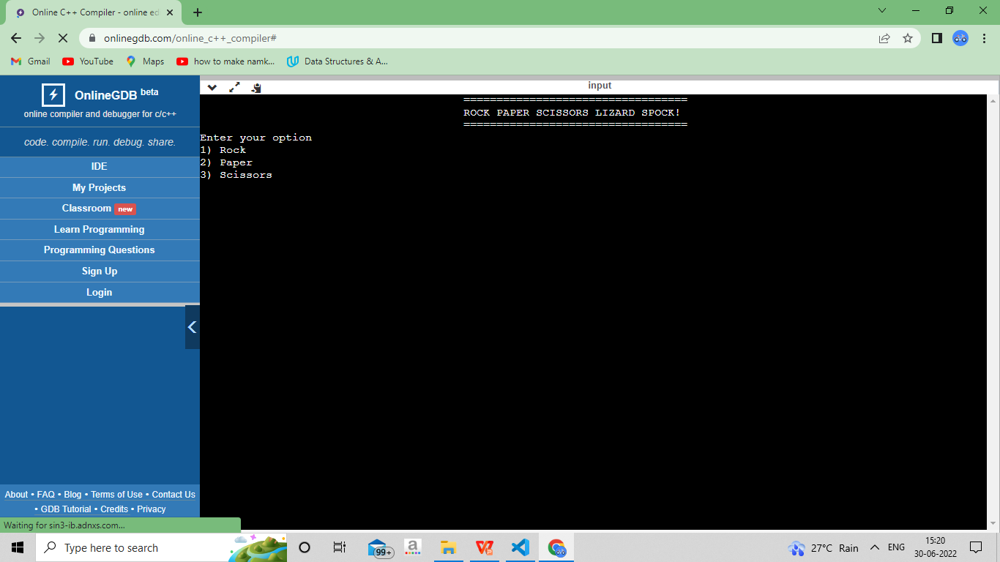 Online C++ Compiler - online ed
onlinegdb.com/online_c++_compiler#
Gmail YouTube Maps how to make namk... Data Structures & A...
OnlineGDB beta
online compiler and debugger for c/c++
code. compile. run. debug. share.
IDE
My Projects
Classroom new
Learn Programming
Programming Questions
Sign Up
Login
input
==================================
ROCK PAPER SCISSORS LIZARD SPOCK!
==================================
Enter your option
1) Rock
2) Paper
3) Scissors
About • FAQ • Blog • Terms of Use • Contact Us
• GDB Tutorial • Credits • Privacy
Waiting for sin3-ib.adnxs.com...
Type here to search
99+
a
27°C Rain
ENG
15:20
30-06-2022